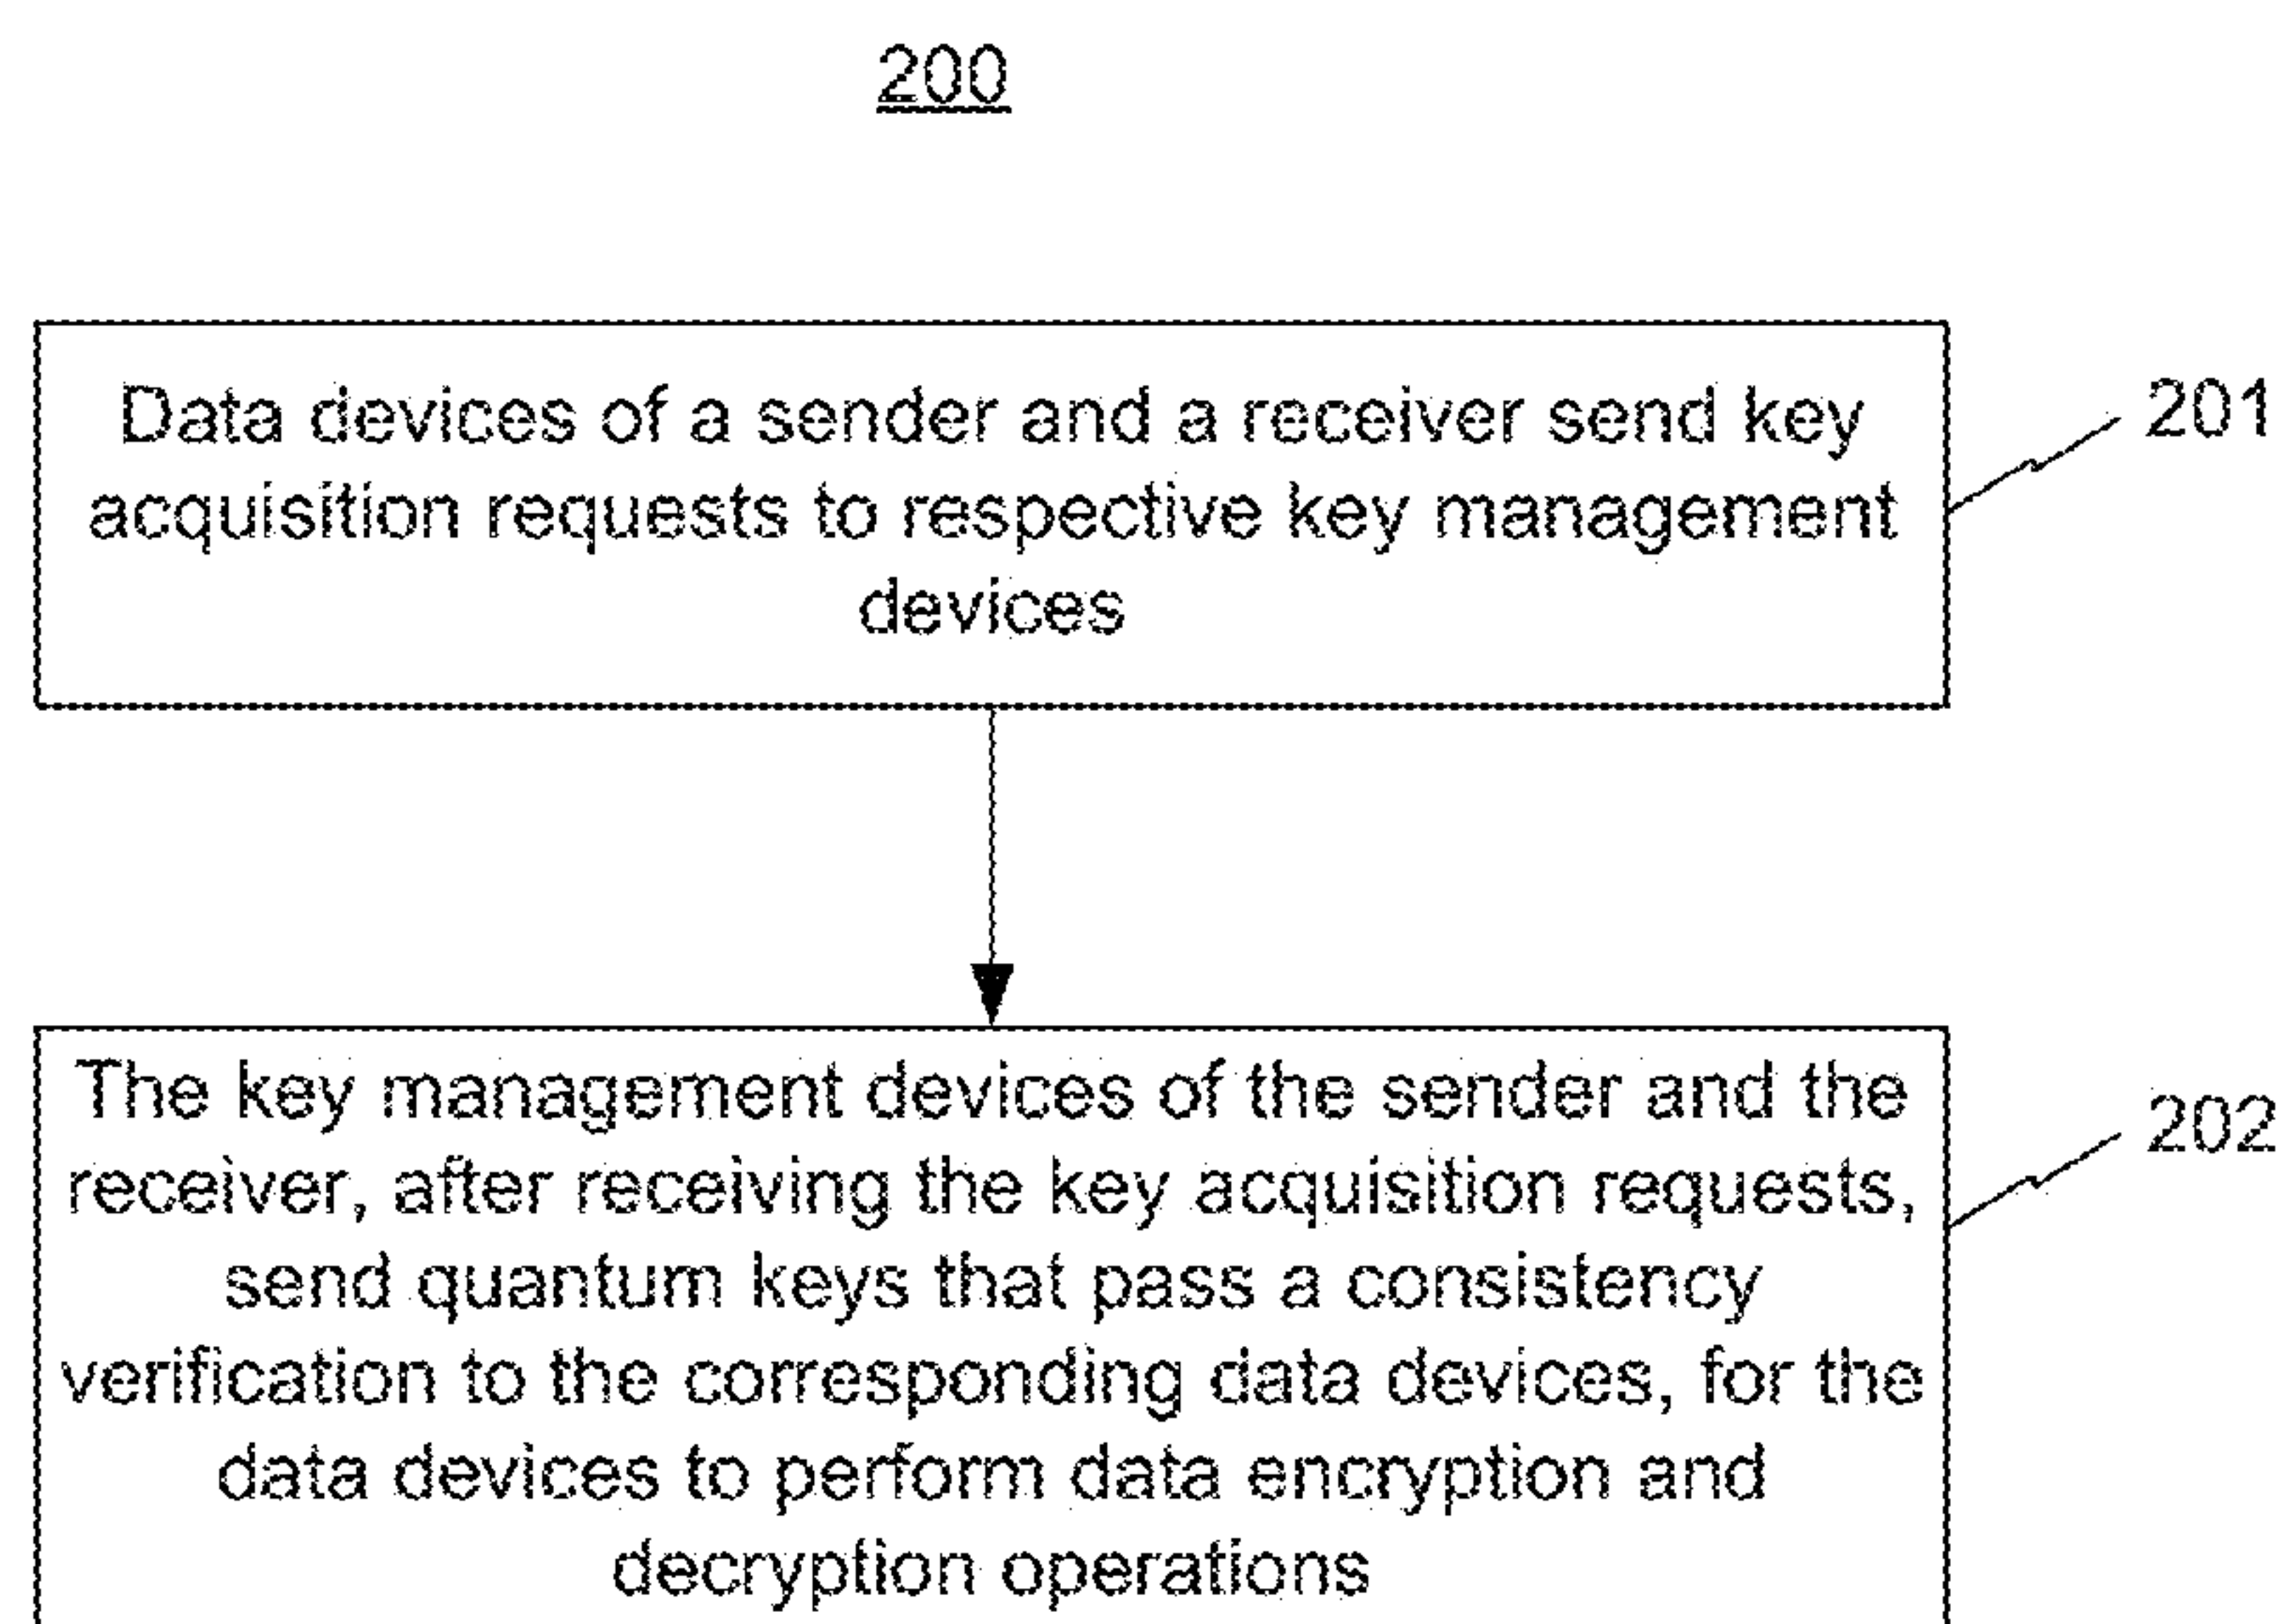 200
Data devices of a sender and a receiver send key
acquisition requests to respective key management
devices
201
The key management devices of the sender and the
receiver, after receiving the key acquisition requests,
send quantum keys that pass a consistency
verification to the corresponding data devices, for the
data devices to perform data encryption and
decryption operations
202